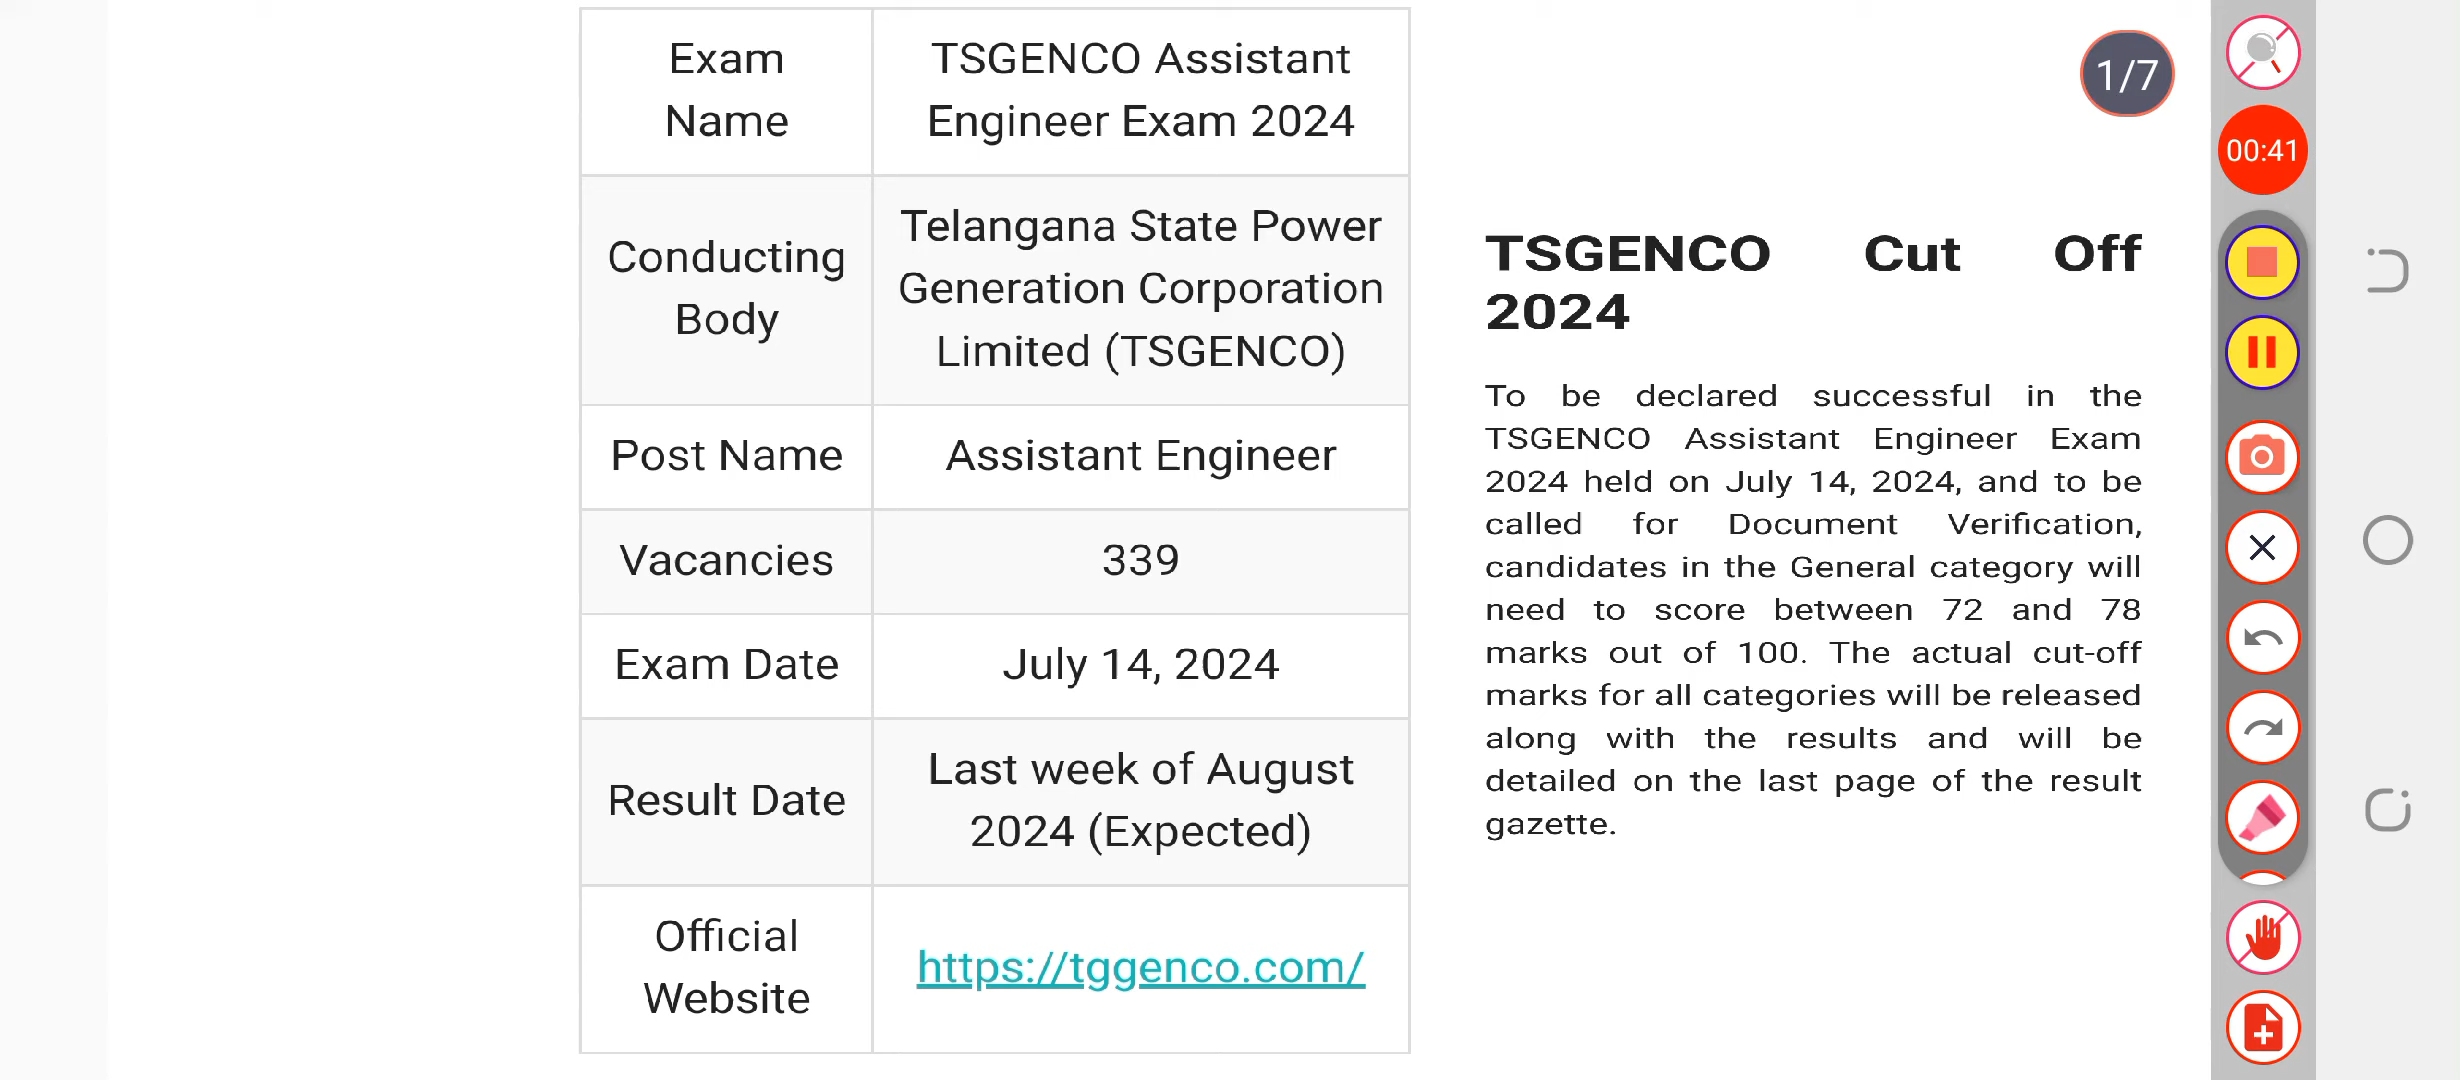 Exam
Name
TSGENCO Assistant
Engineer Exam 2024
Conducting
Body
Telangana State Power
Generation Corporation
Limited (TSGENCO)
Post Name
Assistant Engineer
Vacancies
339
Exam Date
July 14, 2024
Result Date
Last week of August
2024 (Expected)
Official
Website
https://tggenco.com/
TSGENCO Cut Off
2024
To be declared successful in the
TSGENCO Assistant Engineer Exam
2024 held on July 14, 2024, and to be
called for Document Verification,
candidates in the General category will
need to score between 72 and 78
marks out of 100. The actual cut-off
marks for all categories will be released
along with the results and will be
detailed on the last page of the result
gazette.
1/7
00:41